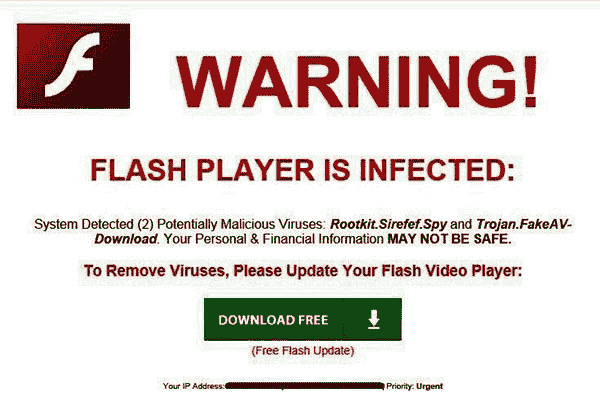 WARNING!
FLASH PLAYER IS INFECTED:
System Detected (2) Potentially Malicious Viruses: Rootkit.Sirefef.Spy and Trojan.FakeAV-
Download. Your Personal & Financial Information MAY NOT BE SAFE.
To Remove Viruses, Please Update Your Flash Video Player:
DOWNLOAD FREE
(Free Flash Update)
Your IP Address: Priority: Urgent